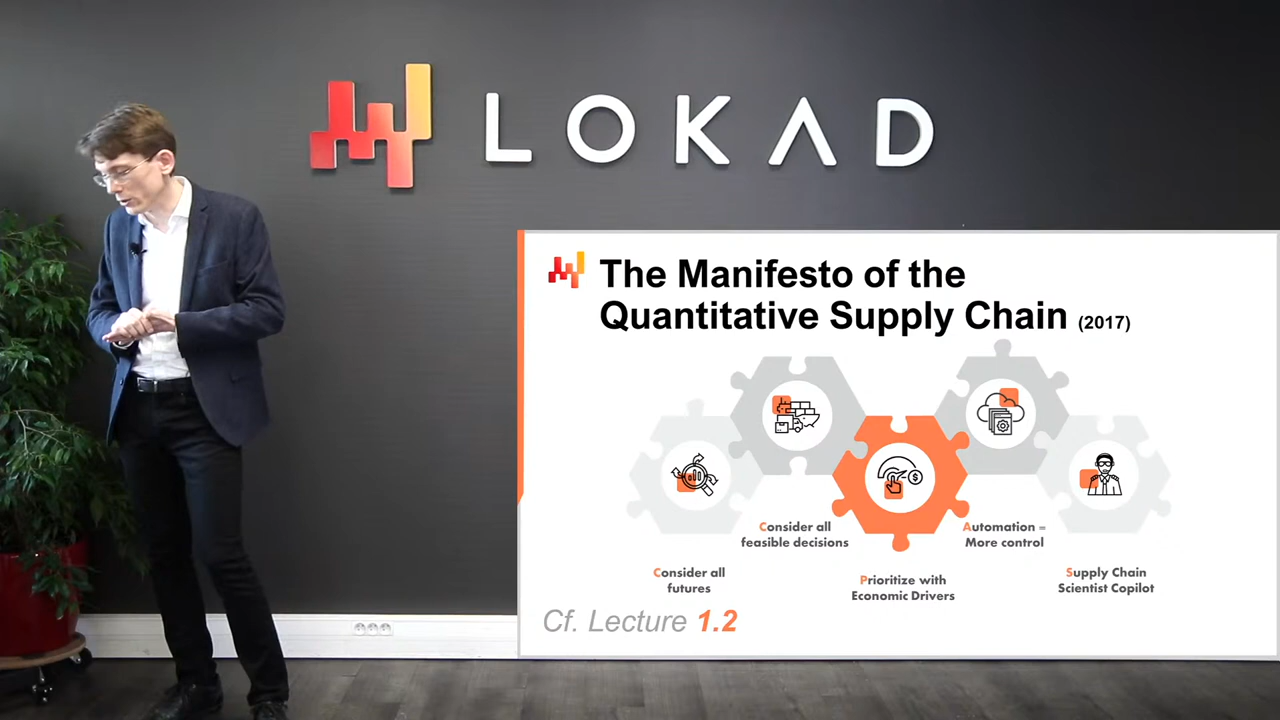 LOKAD
The Manifesto of the
Quantitative Supply Chain (2017)
Consider all
feasible decisions
Automation =
More control
Consider all
futures
Prioritize with
Economic Drivers
Supply Chain
Scientist Copilot
Cf. Lecture 1.2